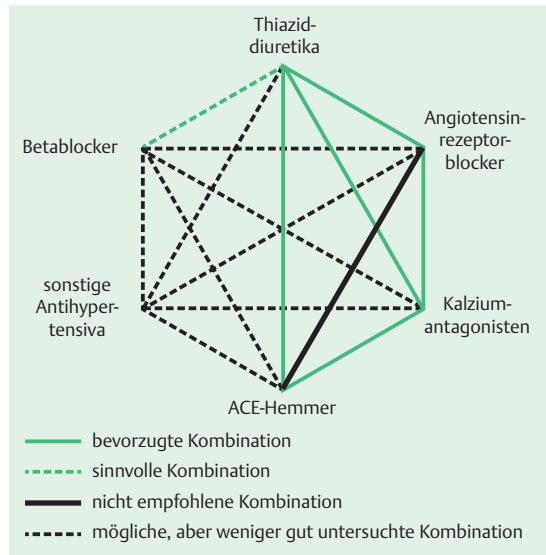 Thiazid-
diuretika
Angiotensin-
rezeptor-
blocker
Betablocker
sonstige
Antihyper-
tensiva
Kalzium-
antagonisten
ACE-Hemmer
bevorzugte Kombination
sinnvolle Kombination
nicht empfohlene Kombination
mögliche, aber weniger gut untersuchte Kombination